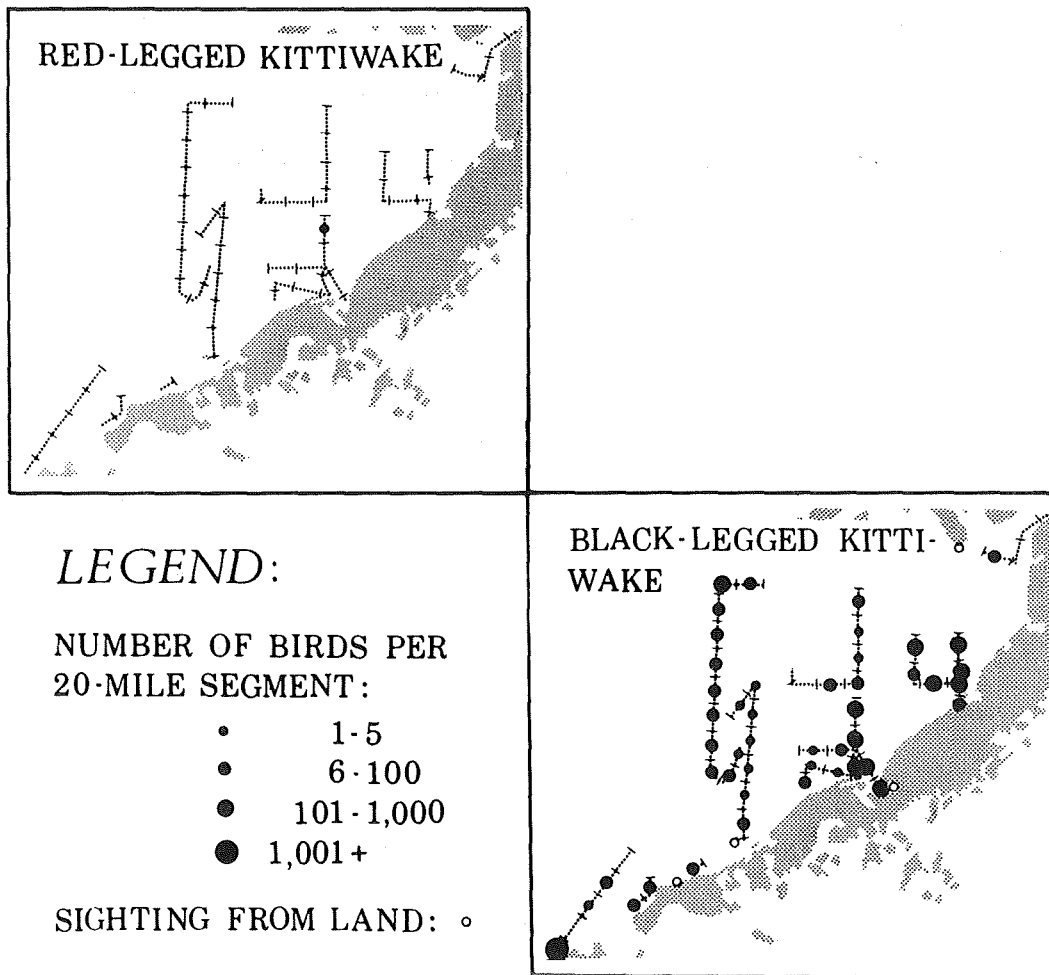 RED-LEGGED KITTIWAKE
LEGEND:
NUMBER OF BIRDS PER
20-MILE SEGMENT:
1-5
6-100
101-1,000
1,001+
SIGHTING FROM LAND:
BLACK-LEGGED KITTI-
WAKE